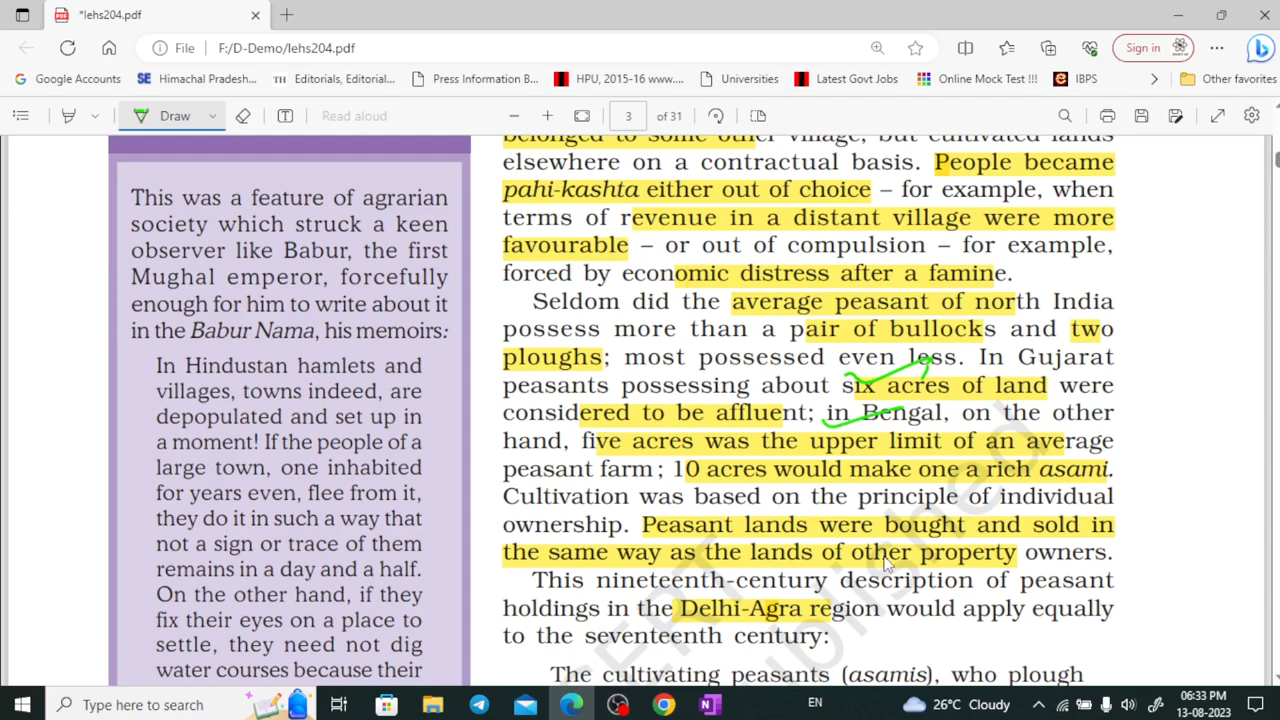 *lehs204.pdf
File F:/D-Demo/lehs204.pdf Sign in
Google Accounts SE Himachal Pradesh... TH Editorials, Editorial... Press Information B... HPU, 2015-16 www.... Universities Latest Govt Jobs Online Mock Test !!! IBPS Other favorites
Draw Read aloud 3 of 31
This was a feature of agrarian
society which struck a keen
observer like Babur, the first
Mughal emperor, forcefully
enough for him to write about it
in the Babur Nama, his memoirs:
In Hindustan hamlets and
villages, towns indeed, are
depopulated and set up in
a moment! If the people of a
large town, one inhabited
for years even, flee from it,
they do it in such a way that
not a sign or trace of them
remains in a day and a half.
On the other hand, if they
fix their eyes on a place to
settle, they need not dig
water courses because their
belonged to some other village, but cultivated lands
elsewhere on a contractual basis. People became
pahi-kashta either out of choice – for example, when
terms of revenue in a distant village were more
favourable – or out of compulsion – for example,
forced by economic distress after a famine.
Seldom did the average peasant of north India
possess more than a pair of bullocks and two
ploughs; most possessed even less. In Gujarat
peasants possessing about six acres of land were
considered to be affluent; in Bengal, on the other
hand, five acres was the upper limit of an average
peasant farm; 10 acres would make one a rich asami.
Cultivation was based on the principle of individual
ownership. Peasant lands were bought and sold in
the same way as the lands of other property owners.
This nineteenth-century description of peasant
holdings in the Delhi-Agra region would apply equally
to the seventeenth century:
The cultivating peasants (asamis), who plough
Type here to search EN 26°C Cloudy 06:33 PM
13-08-2023